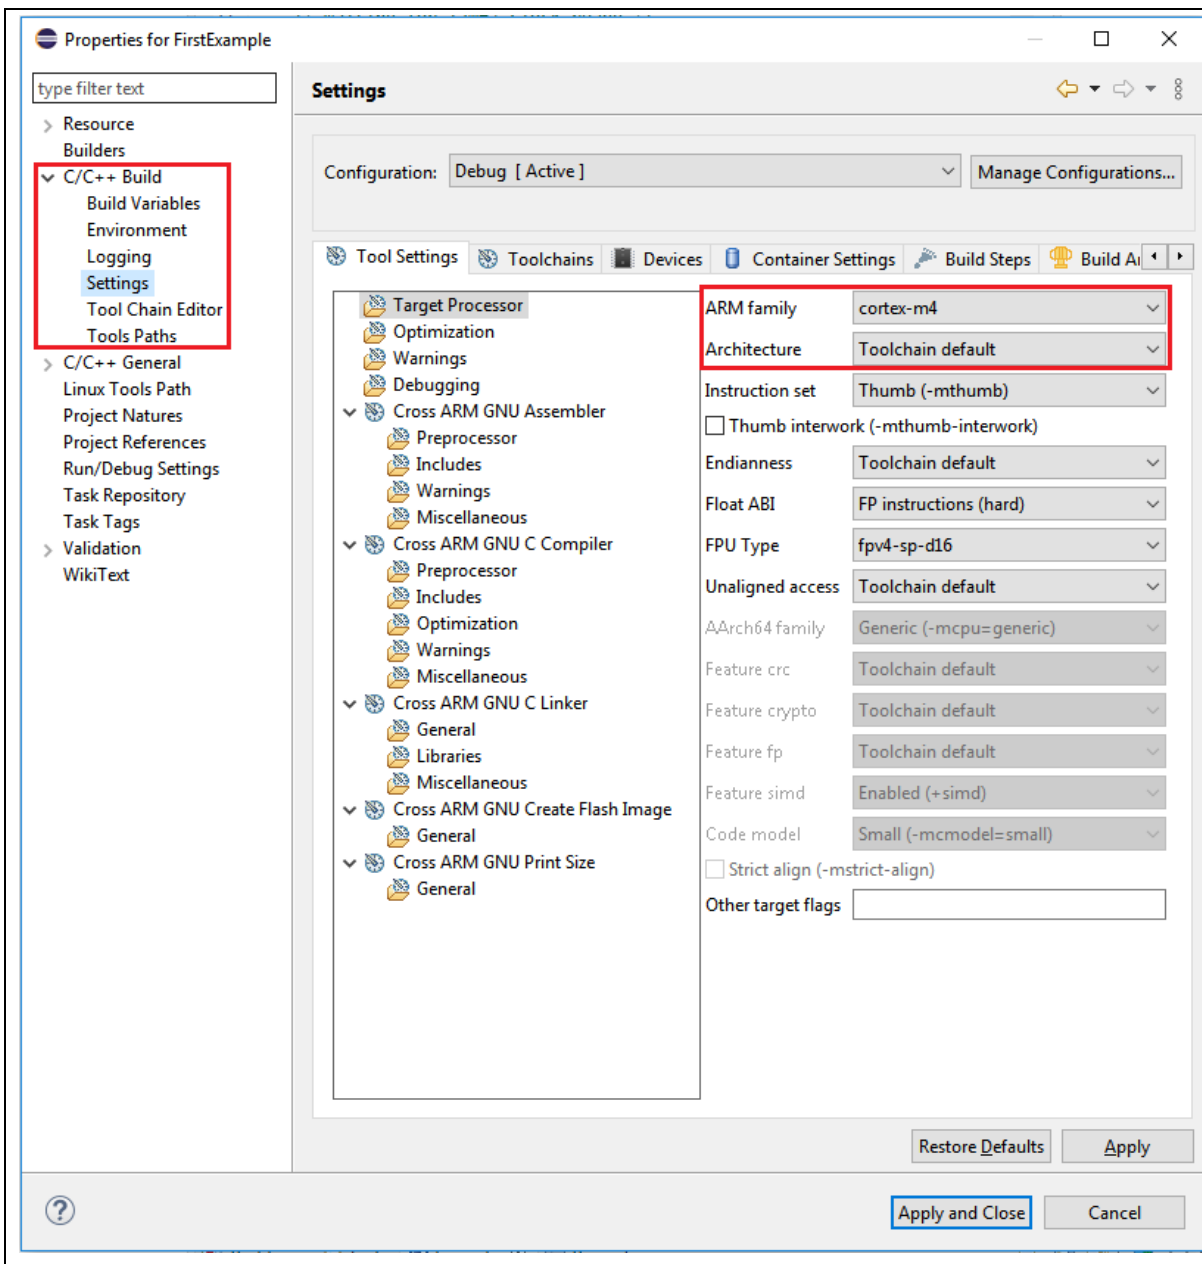 Properties for FirstExample
type filter text
Resource
Builders
C/C++ Build
Build Variables
Environment
Logging
Settings
Tool Chain Editor
Tools Paths
C/C++ General
Linux Tools Path
Project Natures
Project References
Run/Debug Settings
Task Repository
Task Tags
Validation
WikiText
Settings
Configuration: Debug [ Active ] Manage Configurations...
Tool Settings Toolchains Devices Container Settings Build Steps Build Ar
Target Processor
Optimization
Warnings
Debugging
Cross ARM GNU Assembler
Preprocessor
Includes
Warnings
Miscellaneous
Cross ARM GNU C Compiler
Preprocessor
Includes
Optimization
Warnings
Miscellaneous
Cross ARM GNU C Linker
General
Libraries
Miscellaneous
Cross ARM GNU Create Flash Image
General
Cross ARM GNU Print Size
General
ARM family cortex-m4
Architecture Toolchain default
Instruction set Thumb (-mthumb)
Thumb interwork (-mthumb-interwork)
Endianness Toolchain default
Float ABI FP instructions (hard)
FPU Type fpv4-sp-d16
Unaligned access Toolchain default
AArch64 family Generic (-mcpu=generic)
Feature crc Toolchain default
Feature crypto Toolchain default
Feature fp Toolchain default
Feature simd Enabled (+simd)
Code model Small (-mcmodel=small)
Strict align (-mstrict-align)
Other target flags
Restore Defaults Apply
? Apply and Close Cancel